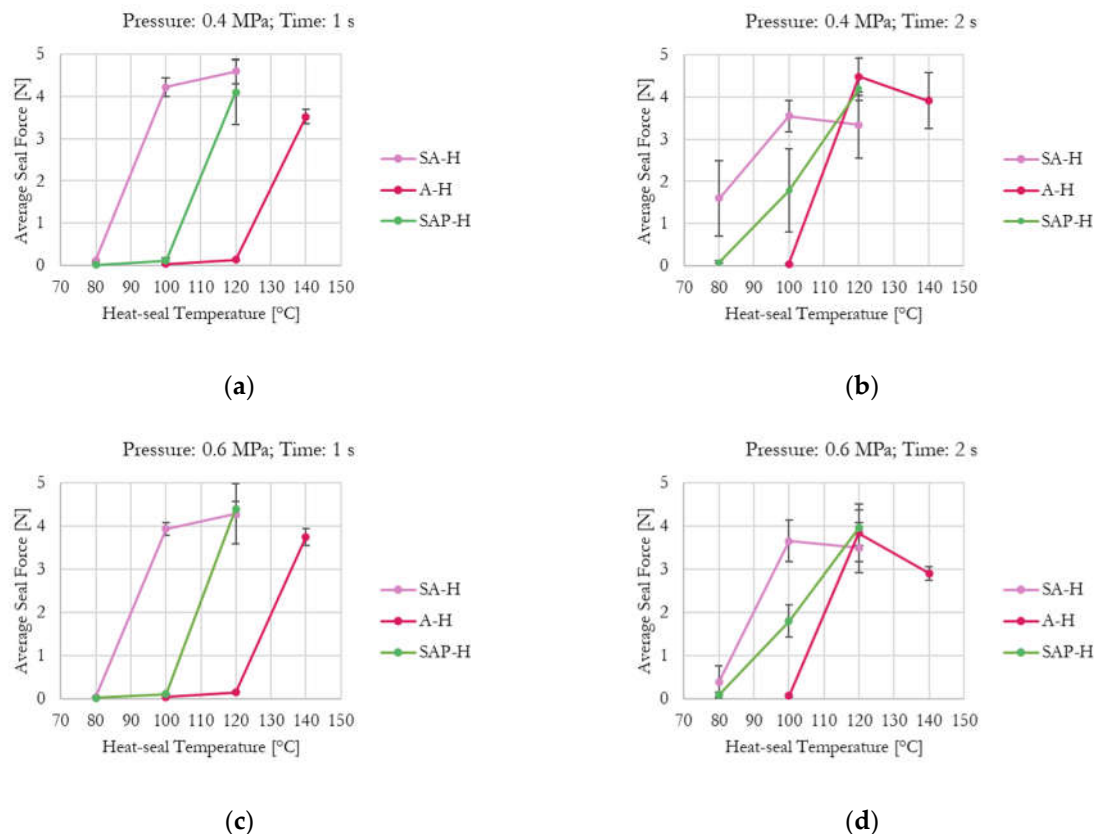 Pressure: 0.4 MPa; Time: 1 s
Average Seal Force [N]
5
4
3
2
1
0
70 80 90 100 110 120 130 140 150
Heat-seal Temperature [°C]
SA-H
A-H
SAP-H
(a)
Pressure: 0.4 MPa; Time: 2 s
Average Seal Force [N]
5
4
3
2
1
0
70 80 90 100 110 120 130 140 150
Heat-seal Temperature [°C]
SA-H
A-H
SAP-H
(b)
Pressure: 0.6 MPa; Time: 1 s
Average Seal Force [N]
5
4
3
2
1
0
60 70 80 90 100 110 120 130 140 150
Heat-seal Temperature [°C]
SA-H
A-H
SAP-H
(c)
Pressure: 0.6 MPa; Time: 2 s
Average Seal Force [N]
5
4
3
2
1
0
70 80 90 100 110 120 130 140 150
Heat-seal Temperature [°C]
SA-H
A-H
SAP-H
(d)